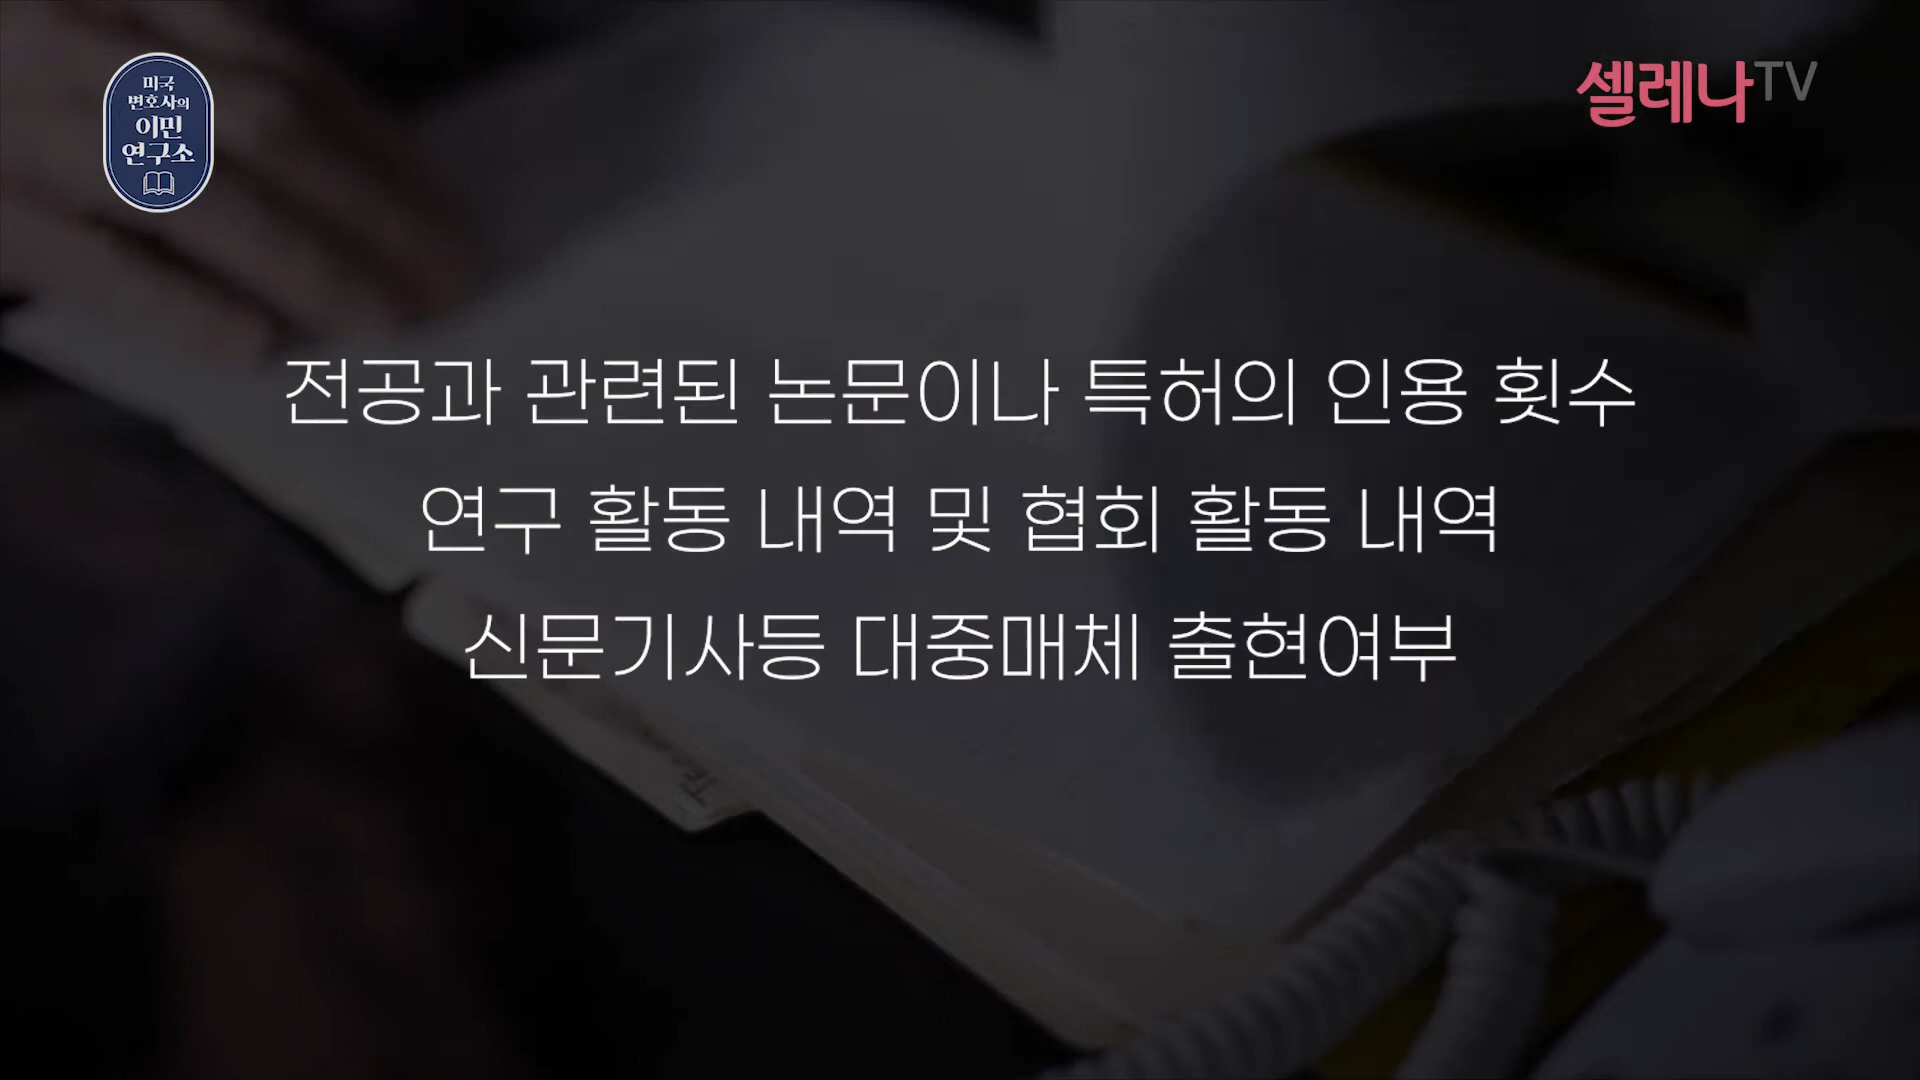 미국
변호사의
이민
연구소
셀레나TV
전공과 관련된 논문이나 특허의 인용 횟수
연구 활동 내역 및 협회 활동 내역
신문기사등 대중매체 출현여부